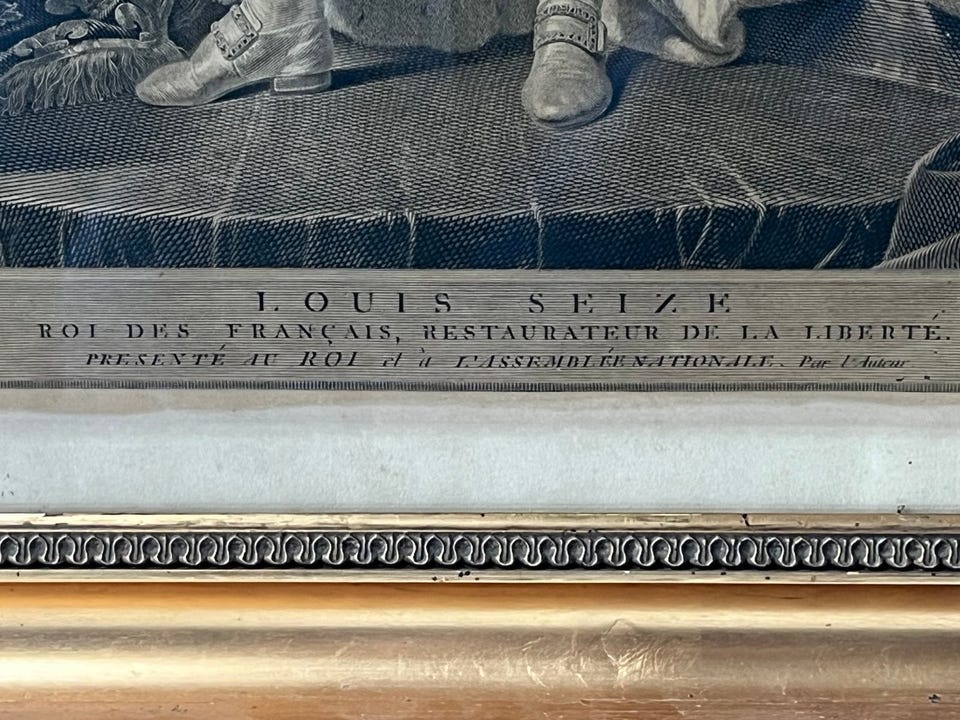 LOUIS SEIZE
ROI DES FRANÇAIS, RESTAURATEUR DE LA LIBERTÉ.
PRESENTÉ AU ROI et à L'ASSEMBLÉE NATIONALE. Par l'Auteur